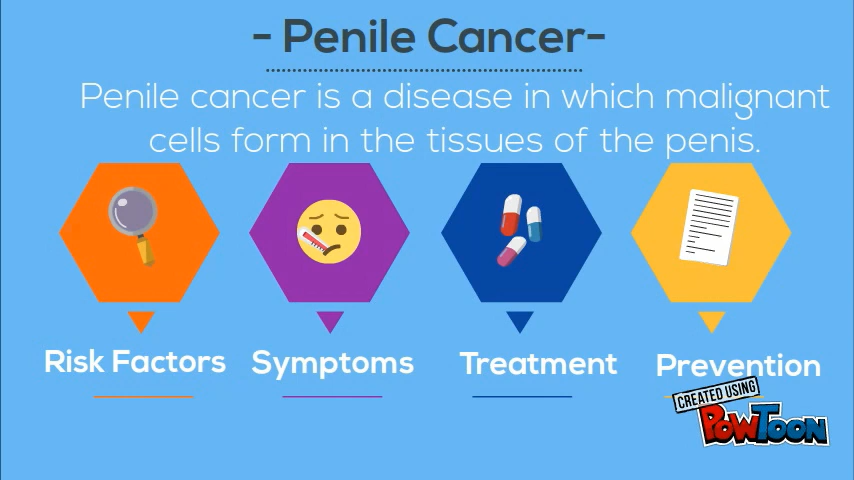 - Penile Cancer-
Penile cancer is a disease in which malignant
cells form in the tissues of the penis.
Risk Factors
Symptoms
Treatment
Prevention
CREATED USING
POWTOON